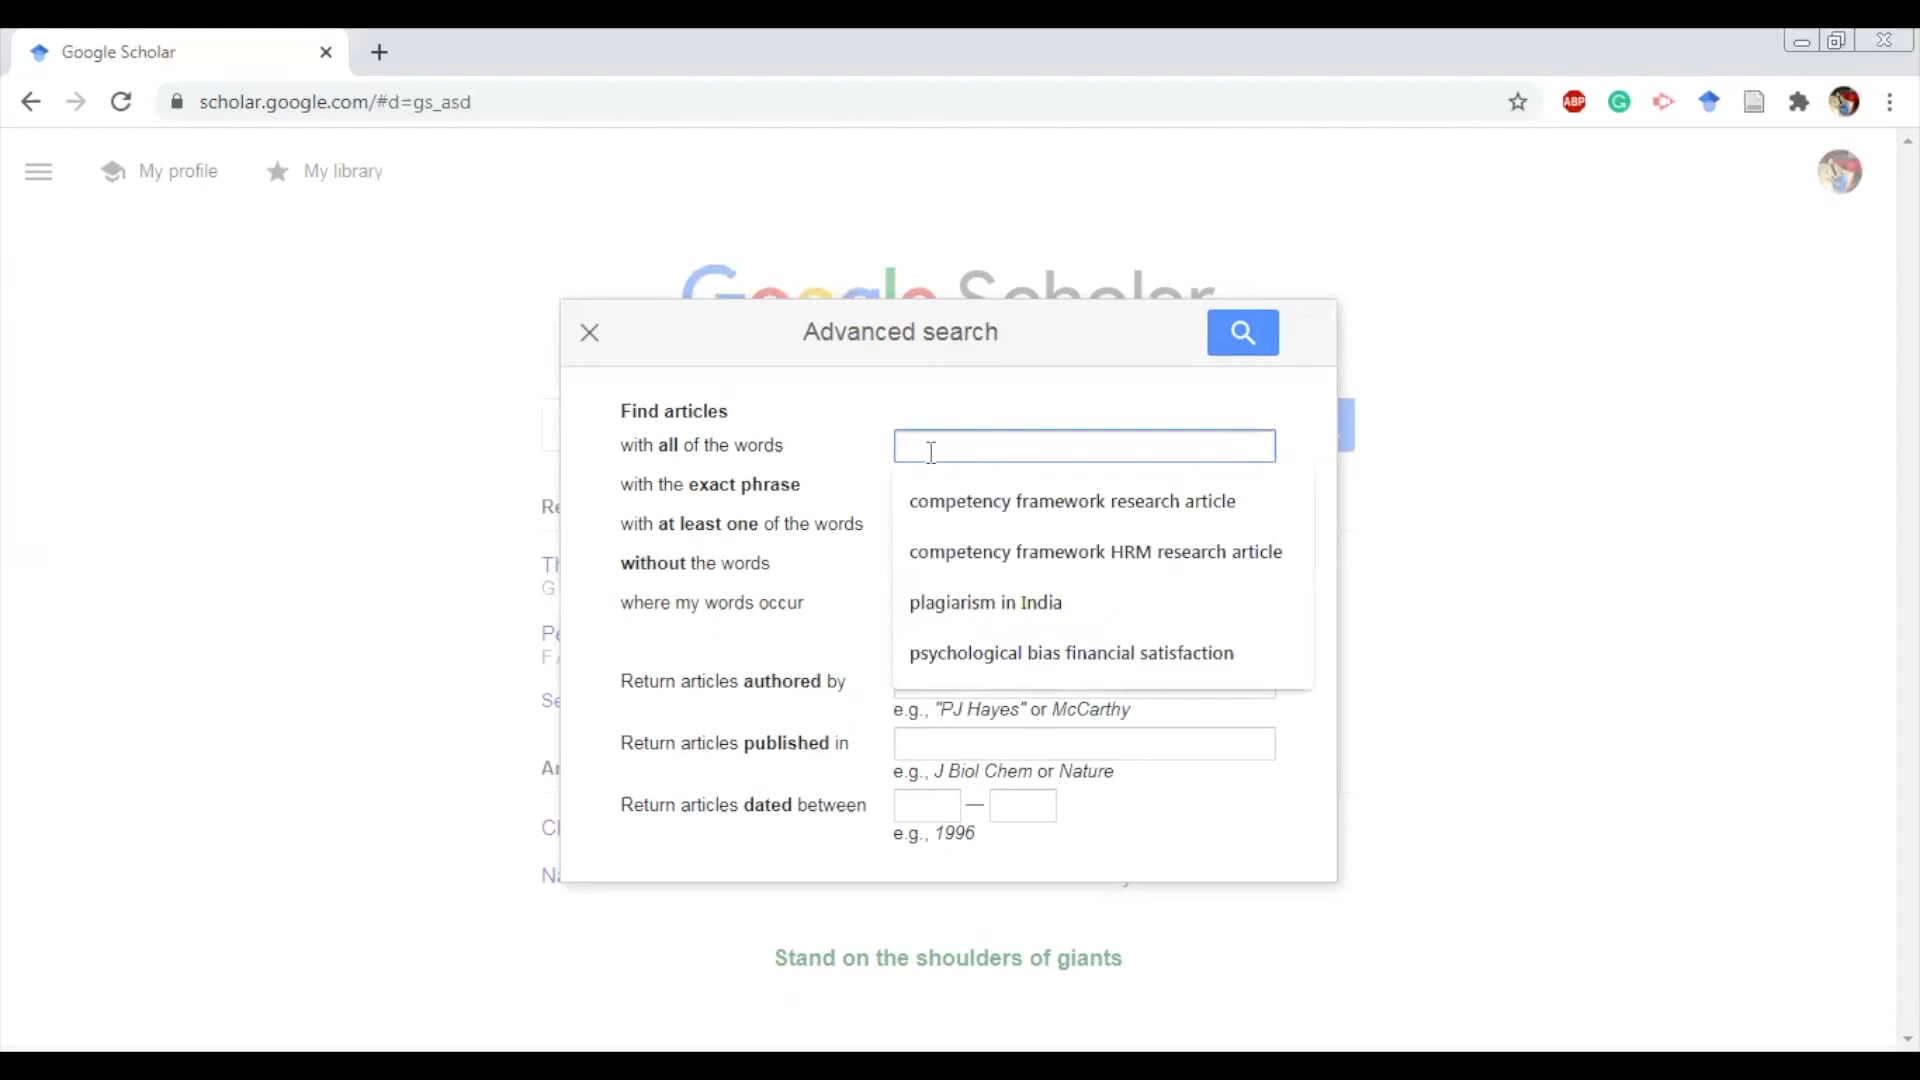 Google Scholar
scholar.google.com/#d=gs_asd
ABP
My profile
My library
Google Scholar
Advanced search
Find articles
with all of the words
with the exact phrase
with at least one of the words
without the words
where my words occur
competency framework research article
competency framework HRM research article
plagiarism in India
psychological bias financial satisfaction
Return articles authored by
e.g., "PJ Hayes" or McCarthy
Return articles published in
e.g., J Biol Chem or Nature
Return articles dated between
—
e.g., 1996
Stand on the shoulders of giants